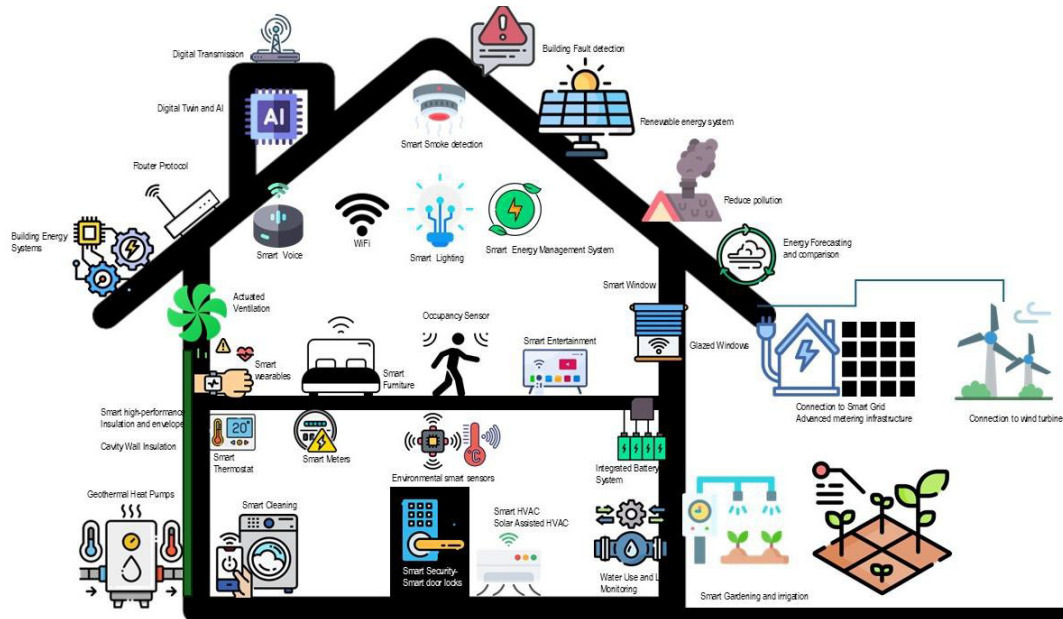 Digital Transmission
Building Fault detection
Digital Twin and AI
AI
Renewable energy system
Smart Smoke detection
Router Protocol
Reduce pollution
Building Energy
Systems
Smart Voice
WiFi
Smart Lighting
Smart Energy Management System
Energy Forecasting
and comparison
Actuated
Ventilation
Smart Window
Occupancy Sensor
Smart Entertainment
Glazed Windows
Smart
wearables
Smart
Furniture
Connection to Smart Grid
Advanced metering infrastructure
Connection to wind turbine
Smart high-performance
Insulation and envelope
Cavity Wall Insulation
20°
Smart
Thermostat
Smart Meters
°C
Environmental smart sensors
Integrated Battery
System
Geothermal Heat Pumps
Smart Cleaning
Smart HVAC
Solar Assisted HVAC
Smart Security-
Smart door locks
Water Use and L
Monitoring
Smart Gardening and irrigation